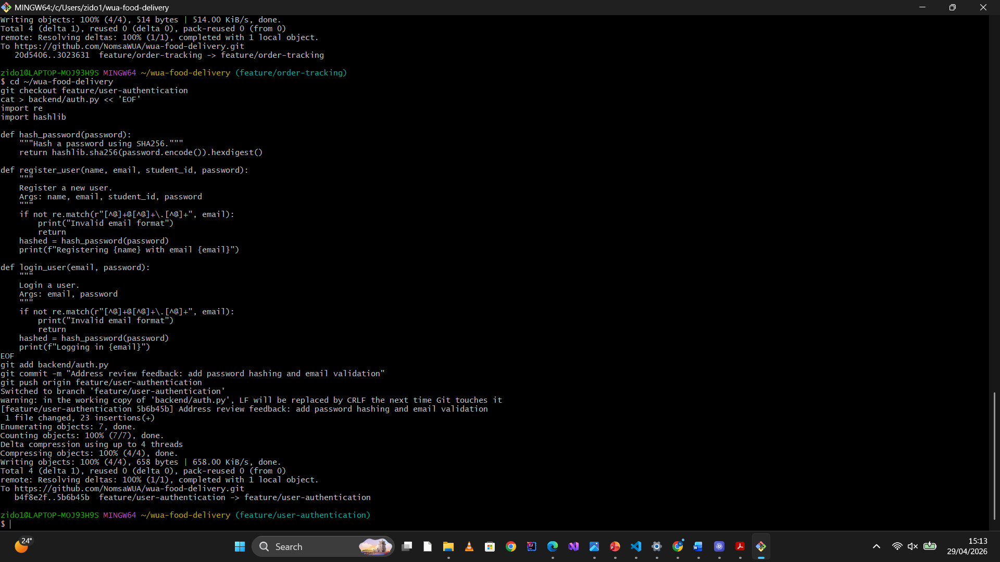 MINGW64:/c/Users/zido1/wua-food-delivery
Writing objects: 100% (4/4), 514 bytes | 514.00 KiB/s, done.
Total 4 (delta 1), reused 0 (delta 0), pack-reused 0 (from 0)
remote: Resolving deltas: 100% (1/1), completed with 1 local object.
To https://github.com/NomsaWUA/wua-food-delivery.git
   20d5406..3023631  feature/order-tracking -> feature/order-tracking
zido1@LAPTOP-MOJ93H9S MINGW64 ~/wua-food-delivery (feature/order-tracking)
$ cd ~/wua-food-delivery
git checkout feature/user-authentication
cat > backend/auth.py << 'EOF'
import re
import hashlib
def hash_password(password):
    """Hash a password using SHA256."""
    return hashlib.sha256(password.encode()).hexdigest()
def register_user(name, email, student_id, password):
    """
    Register a new user.
    Args: name, email, student_id, password
    """
    if not re.match(r"[^@]+@[^@]+\.[^@]+", email):
        print("Invalid email format")
        return
    hashed = hash_password(password)
    print(f"Registering {name} with email {email}")
def login_user(email, password):
    """
    Login a user.
    Args: email, password
    """
    if not re.match(r"[^@]+@[^@]+\.[^@]+", email):
        print("Invalid email format")
        return
    hashed = hash_password(password)
    print(f"Logging in {email}")
EOF
git add backend/auth.py
git commit -m "Address review feedback: add password hashing and email validation"
git push origin feature/user-authentication
Switched to branch 'feature/user-authentication'
warning: in the working copy of 'backend/auth.py', LF will be replaced by CRLF the next time Git touches it
[feature/user-authentication 5b6b45b] Address review feedback: add password hashing and email validation
 1 file changed, 23 insertions(+)
Enumerating objects: 7, done.
Counting objects: 100% (7/7), done.
Delta compression using up to 4 threads
Compressing objects: 100% (4/4), done.
Writing objects: 100% (4/4), 658 bytes | 658.00 KiB/s, done.
Total 4 (delta 1), reused 0 (delta 0), pack-reused 0 (from 0)
remote: Resolving deltas: 100% (1/1), completed with 1 local object.
To https://github.com/NomsaWUA/wua-food-delivery.git
   b4f8e2f..5b6b45b  feature/user-authentication -> feature/user-authentication
zido1@LAPTOP-MOJ93H9S MINGW64 ~/wua-food-delivery (feature/user-authentication)
$
24°
Search
15:13
29/04/2026